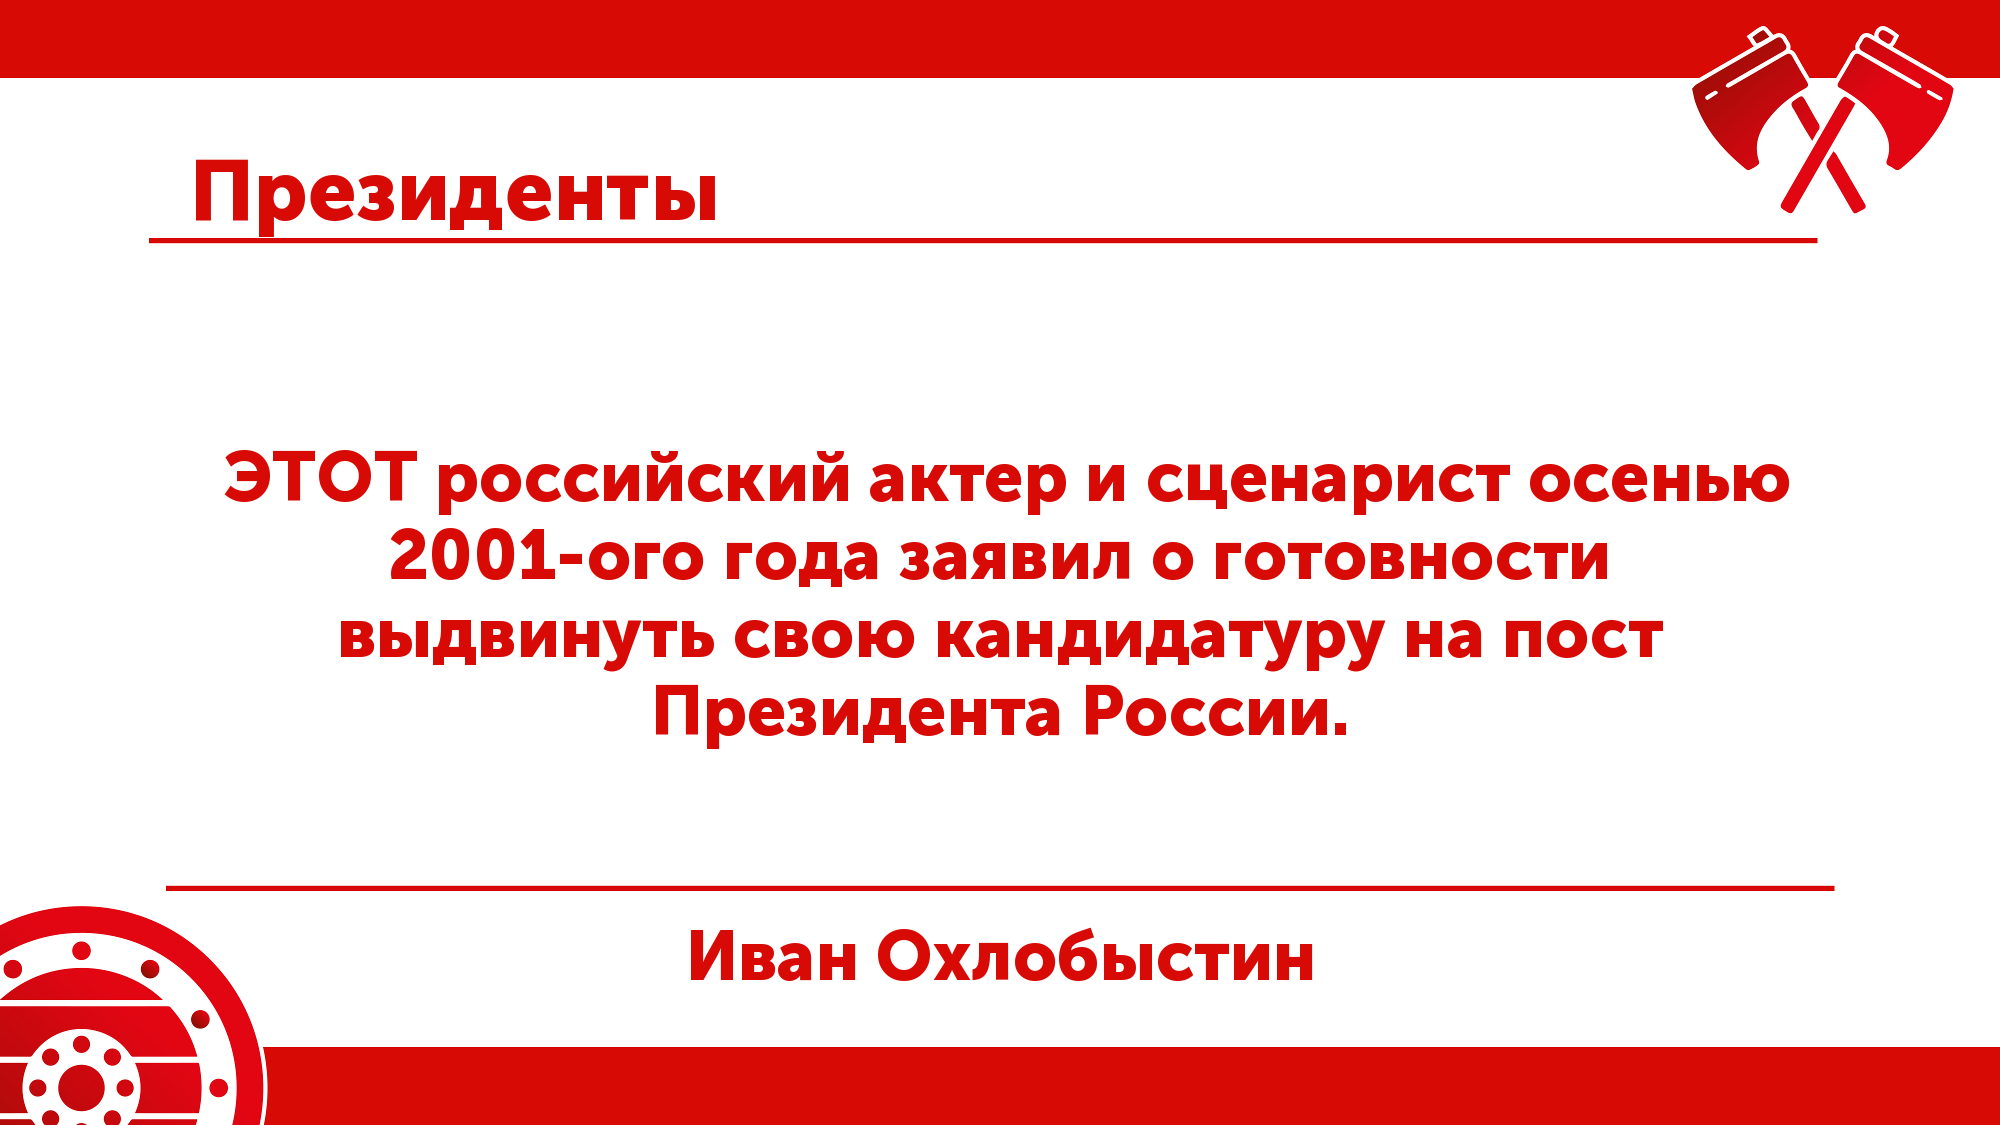 Президенты
ЭТОТ российский актер и сценарист осенью
2001-ого года заявил о готовности
выдвинуть свою кандидатуру на пост
Президента России.
Иван Охлобыстин